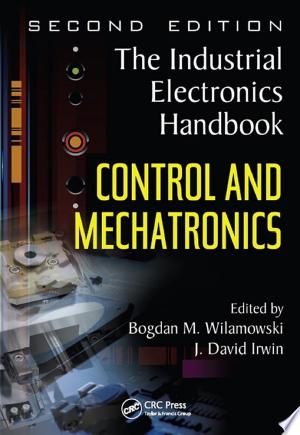 SECOND EDITION
The Industrial
Electronics
Handbook
CONTROL AND
MECHATRONICS
Edited by
Bogdan M. Wilamowski
J. David Irwin
CRC
CRC Press
Taylor & Francis Group